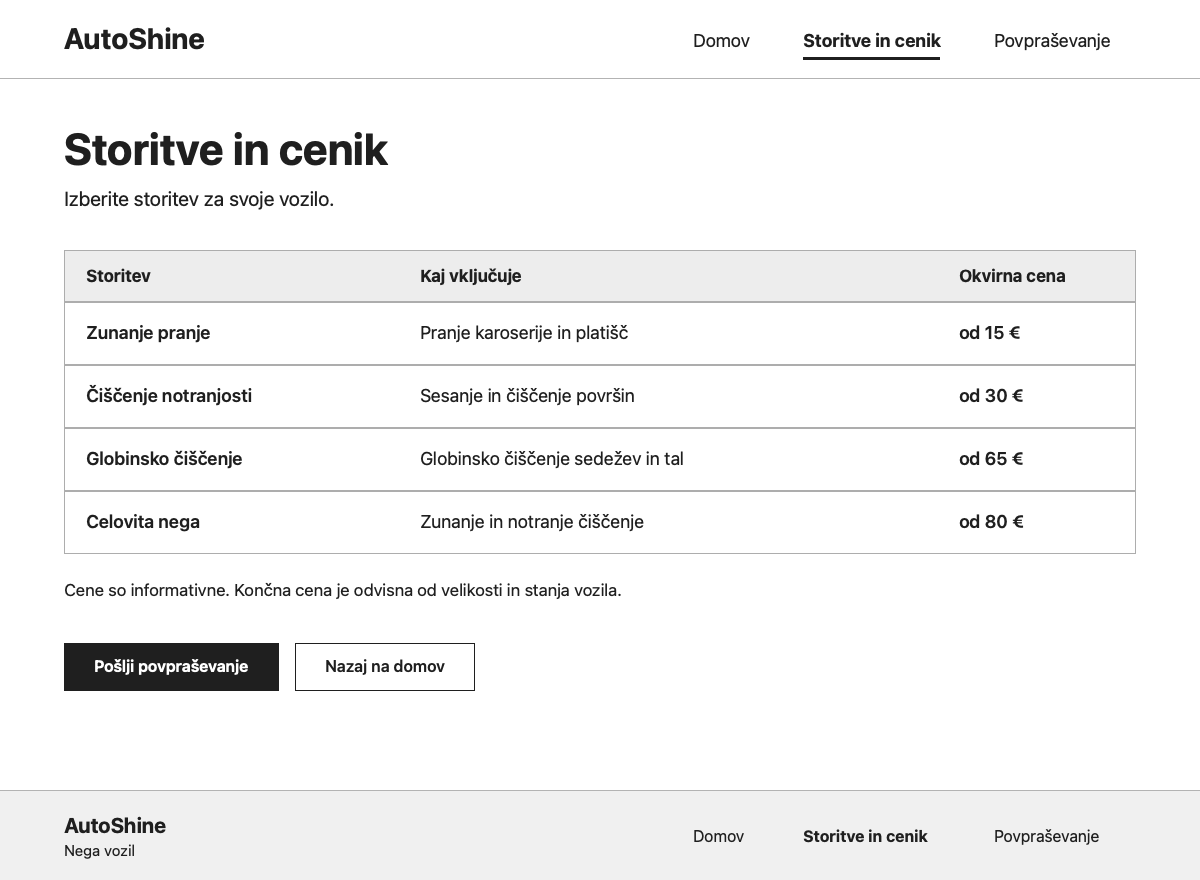 AutoShine
Domov Storitve in cenik Povpraševanje
Storitve in cenik
Izberite storitev za svoje vozilo.
Storitev Kaj vključuje Okvirna cena
Zunanje pranje Pranje karoserije in platišč od 15 €
Čiščenje notranjosti Sesanje in čiščenje površin od 30 €
Globinsko čiščenje Globinsko čiščenje sedežev in tal od 65 €
Celovita nega Zunanje in notranje čiščenje od 80 €
Cene so informativne. Končna cena je odvisna od velikosti in stanja vozila.
Pošlji povpraševanje Nazaj na domov
AutoShine
Nega vozil
Domov Storitve in cenik Povpraševanje